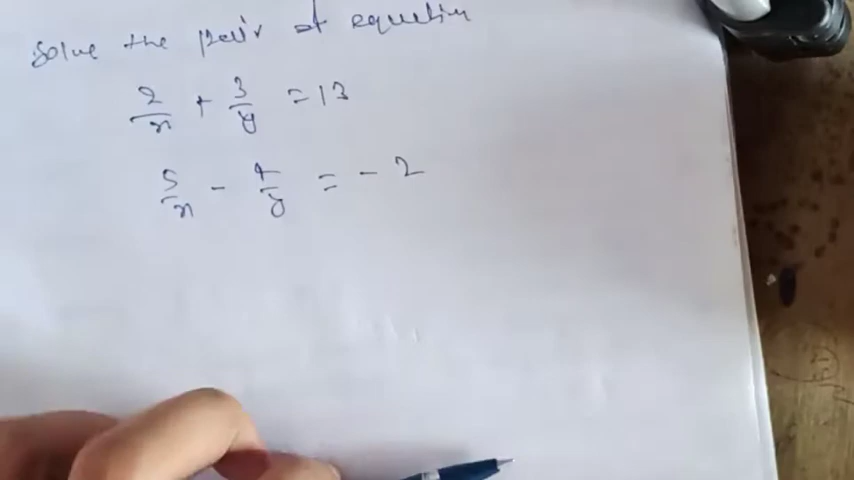 Solve the pair of equation
2/x + 3/y = 13
5/x - 4/y = - 2